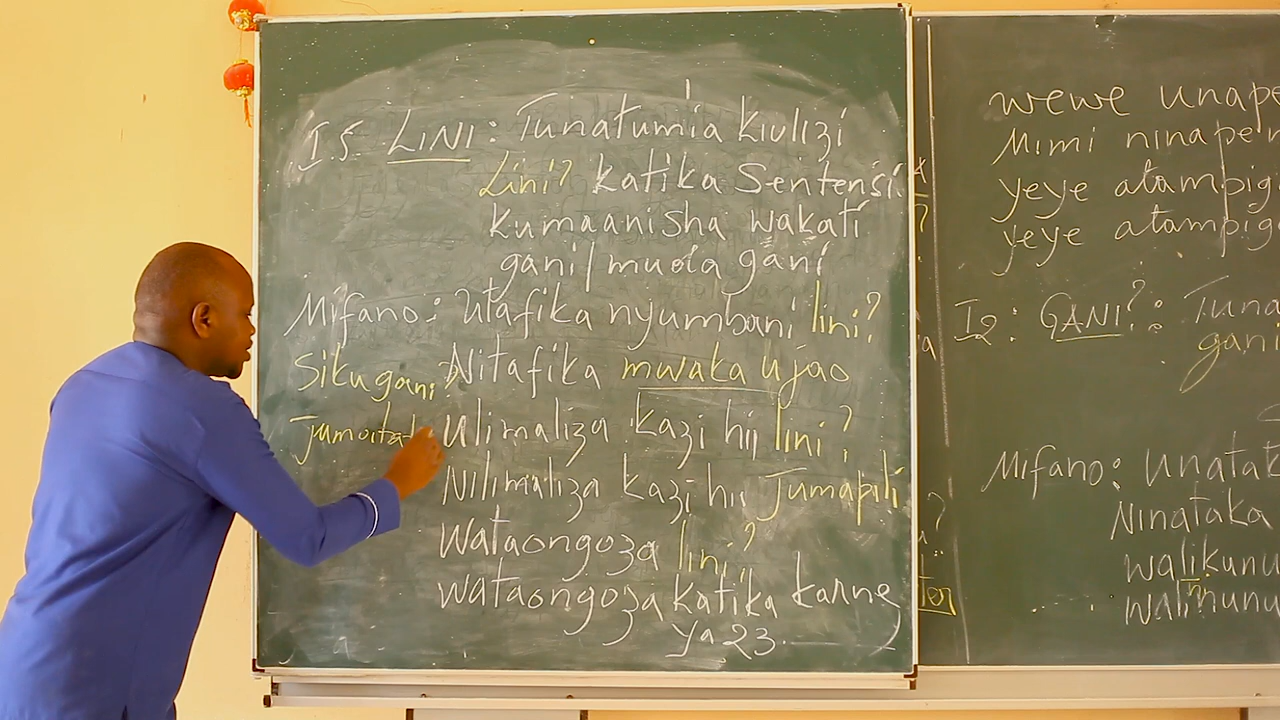 I.5. LINI: Tunatumia kiulizi
Lini? katika Sentensi
kumaanisha wakati
gani/muda gani
Mifano: Utafika nyumbani lini?
Nitafika mwaka ujao
Siku gani
Ulimaliza kazi hii lini?
Nilimaliza kazi hii Jumapili
Wataongoza lini?
wataongoza katika karne
ya 23.
wewe unape
Mimi ninape
yeye atampig
yeye atampig
I2: GANI?: Tuna
gani
Mifano: Unatak
Ninataka
walikunu
walinunu